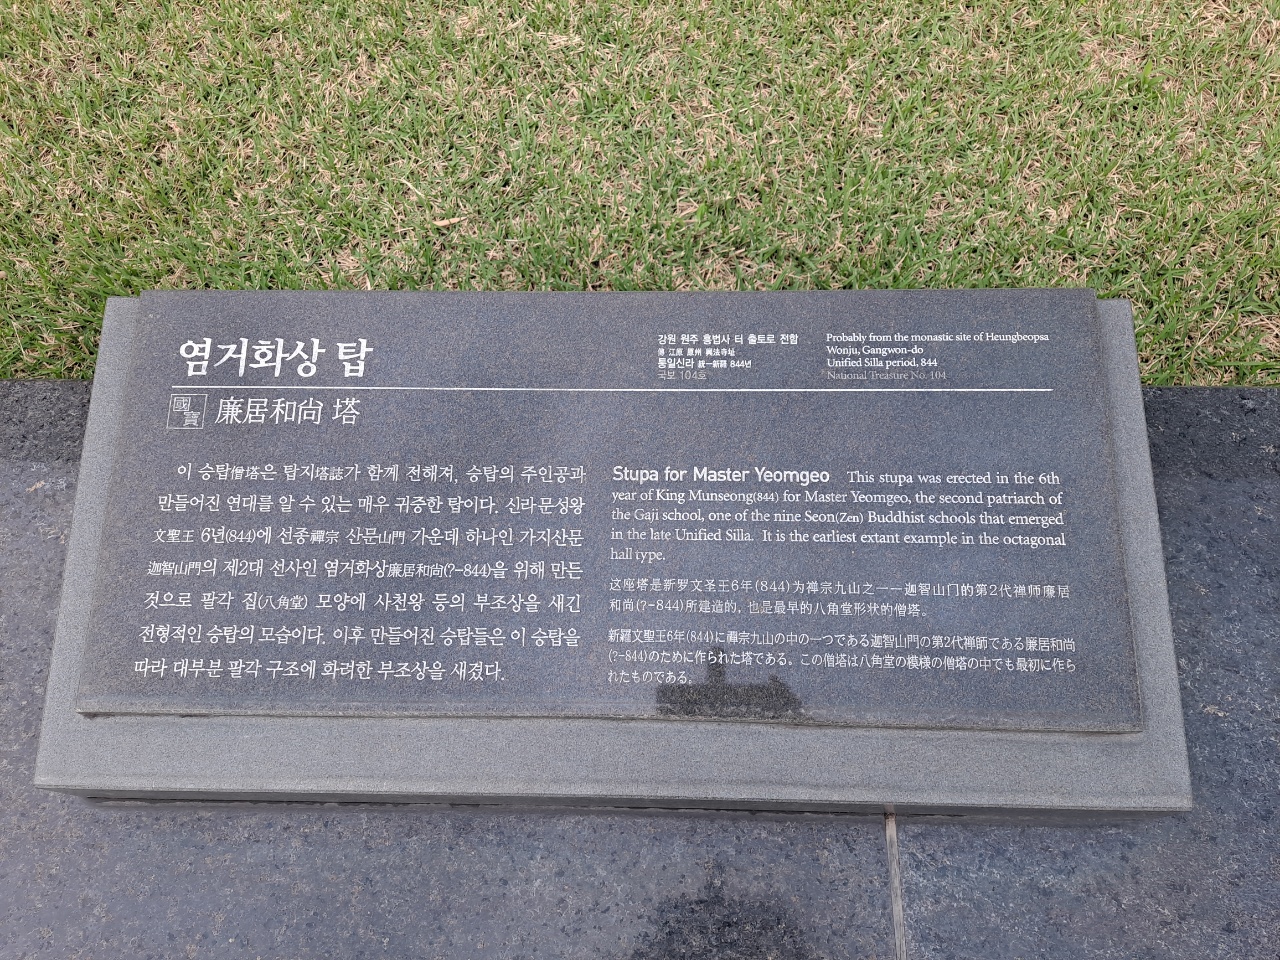 염거화상 탑
강원 원주 흥법사 터 출토로 전함
傳 江原 原州 興法寺址
통일신라 統一新羅 844년
국보 104호
Probably from the monastic site of Heungbeopsa
Wonju, Gangwon-do
Unified Silla period, 844
National Treasure No. 104
國寶 廉居和尙 塔
이 승탑僧塔은 탑지塔誌가 함께 전해져, 승탑의 주인공과
만들어진 연대를 알 수 있는 매우 귀중한 탑이다. 신라 문성왕
文聖王 6년(844)에 선종禪宗 산문山門 가운데 하나인 가지산문
迦智山門의 제2대 선사인 염거화상廉居和尙(?-844)을 위해 만든
것으로 팔각 집(八角堂) 모양에 사천왕 등의 부조상을 새긴
전형적인 승탑의 모습이다. 이후 만들어진 승탑들은 이 승탑을
따라 대부분 팔각 구조에 화려한 부조상을 새겼다.
Stupa for Master Yeomgeo This stupa was erected in the 6th
year of King Munseong(844) for Master Yeomgeo, the second patriarch of
the Gaji school, one of the nine Seon(Zen) Buddhist schools that emerged
in the late Unified Silla. It is the earliest extant example in the octagonal
hall type.
这座塔是新罗文圣王6年(844)为禅宗九山之一——迦智山门的第2代禅师廉居
和尚(?-844)所建造的, 也是最早的八角堂形状的僧塔。
新羅文聖王6年(844)に禪宗九山の中の一つである迦智山門の第2代禅師である廉居和尚
(?-844)のために作られた塔である。この僧塔は八角堂の模様の僧塔の中でも最初に作ら
れたものである。